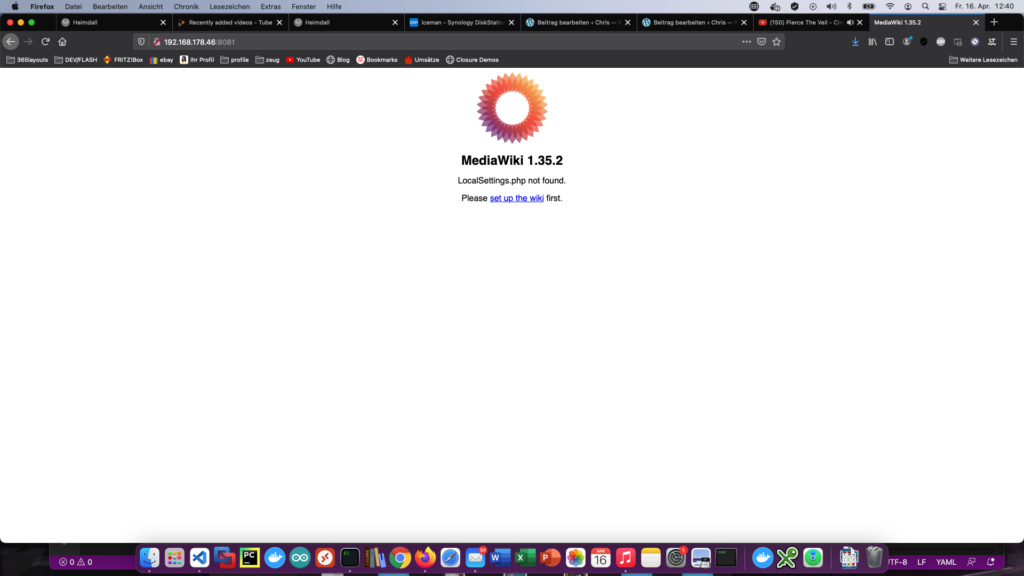 Firefox Datei Bearbeiten Ansicht Chronik Lesezeichen Extras Fenster Hilfe Fr. 16. Apr. 12:40
Heimdall Recently added videos - Tube Heimdall iceman - Synology DiskStatio Beitrag bearbeiten ‹ Chris — Beitrag bearbeiten ‹ Chris — (150) Pierce The Veil - Ci MediaWiki 1.35.2
192.168.178.46:8081
365layouts DEV/FLASH FRITZ!Box ebay Ihr Profil profile zeug YouTube Blog Bookmarks Umsätze Closure Demos Weitere Lesezeichen
MediaWiki 1.35.2
LocalSettings.php not found.
Please set up the wiki first.
0 0 PC APR 16 UTF-8 LF YAML